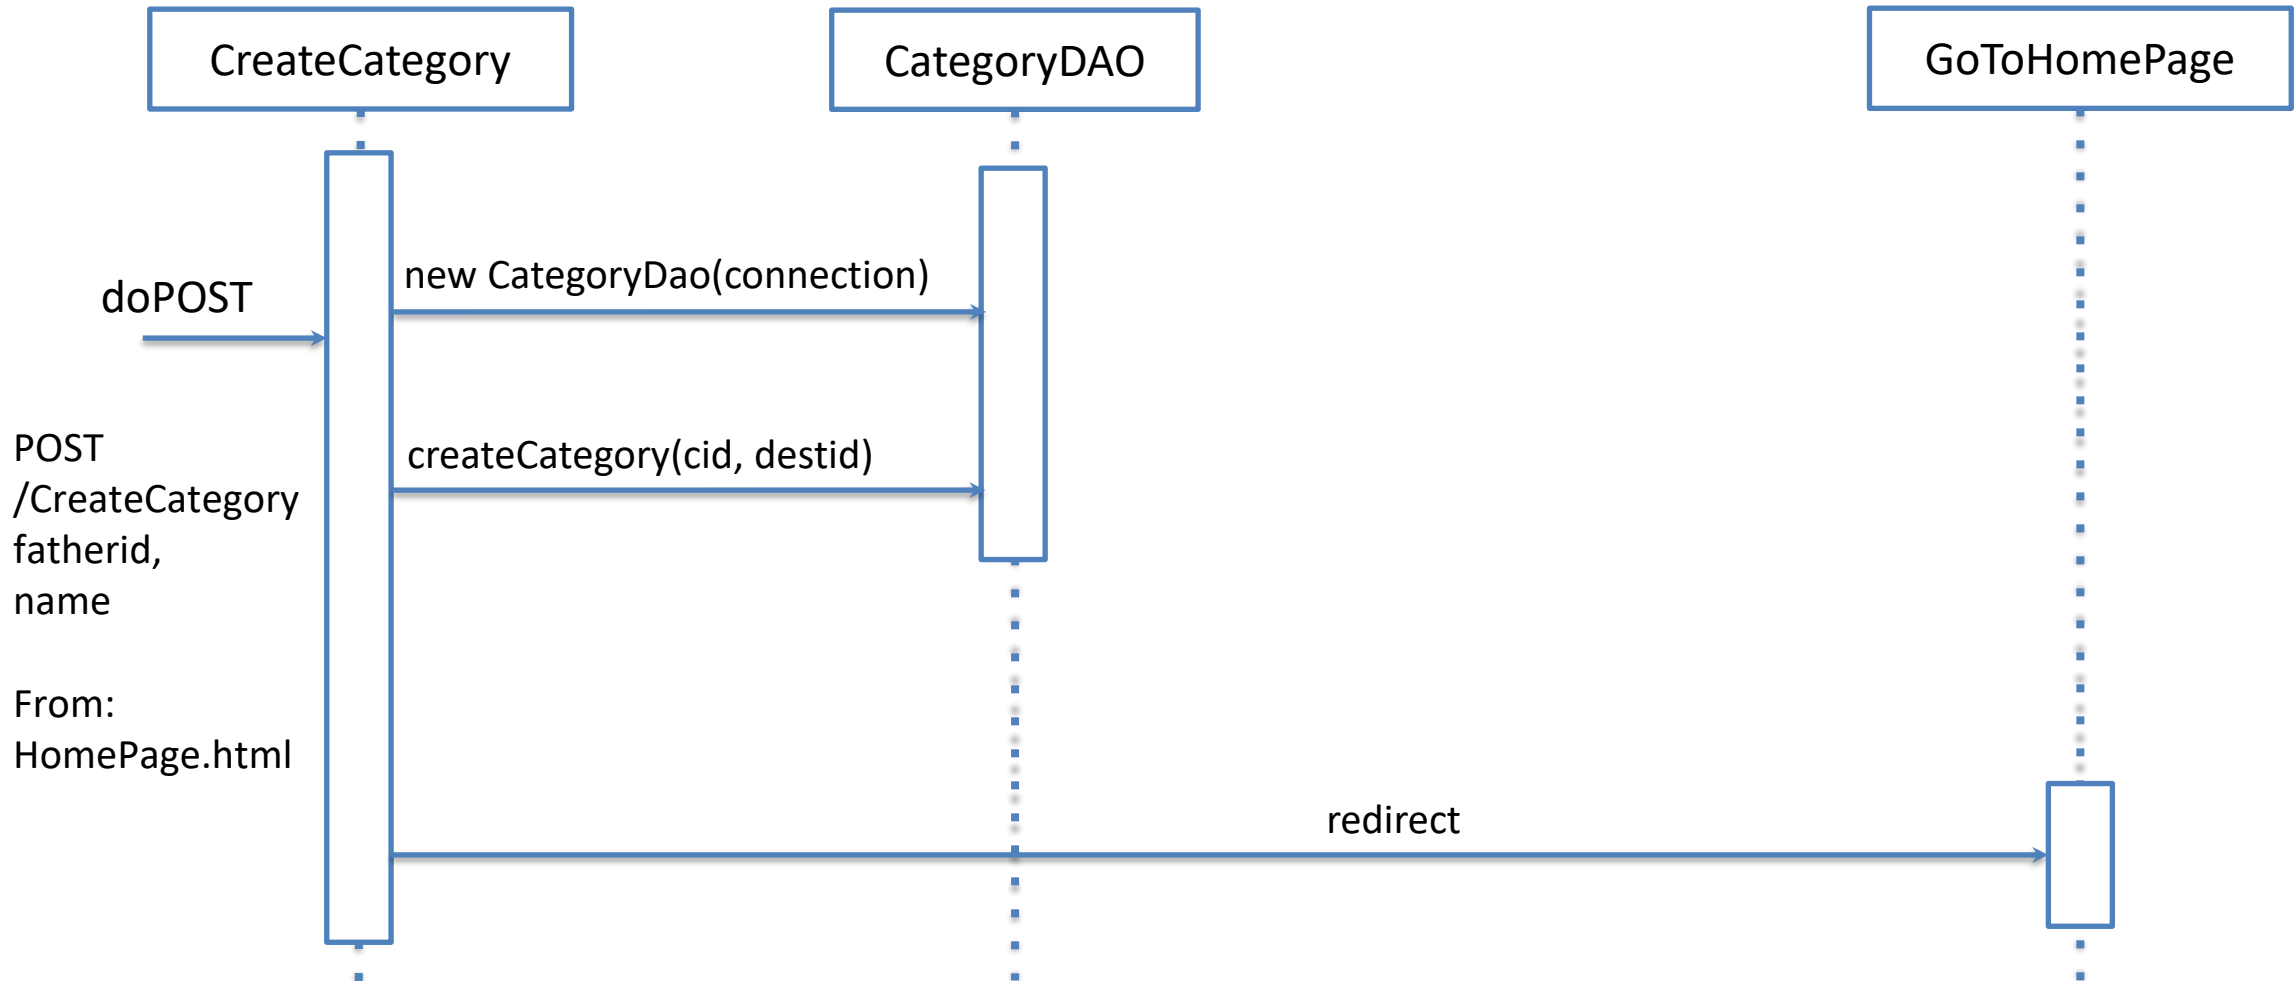 CreateCategory
CategoryDAO
GoToHomePage
doPOST
new CategoryDao(connection)
createCategory(cid, destid)
POST
/CreateCategory
fatherid,
name
From:
HomePage.html
redirect